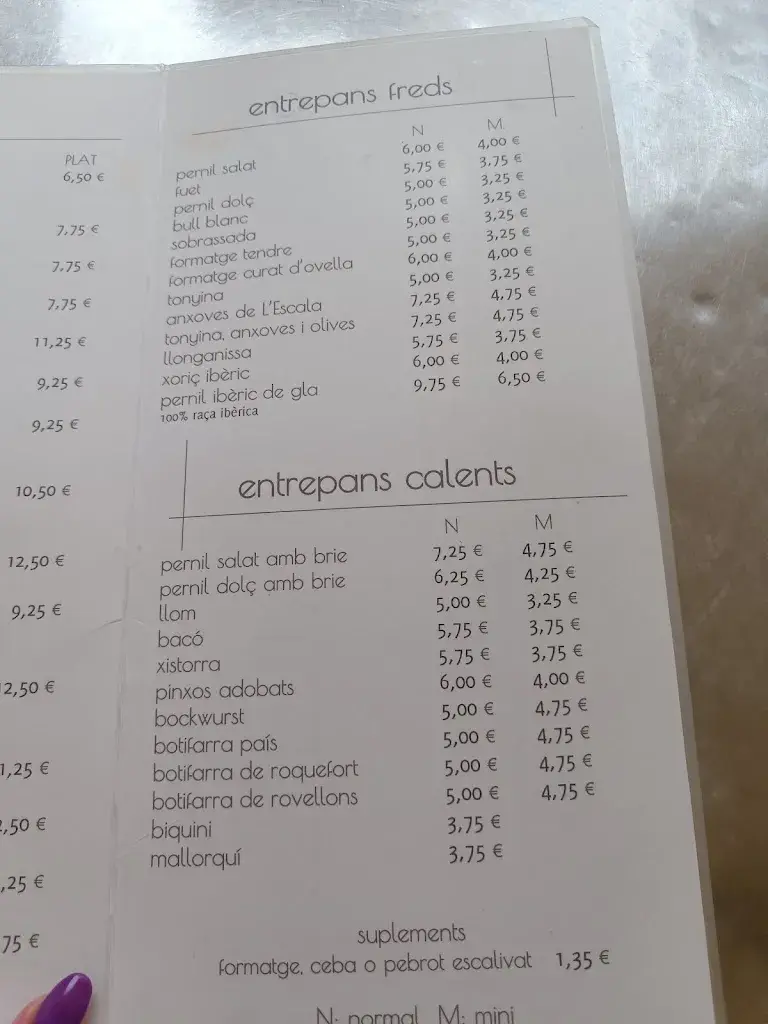 PLAT
6,50 €
7,75 €
7,75 €
7,75 €
11,25 €
9,25 €
9,25 €
10,50 €
12,50 €
9,25 €
2,50 €
1,25 €
,50 €
,25 €
75 €
entrepans freds
N M
pernil salat 6,00 € 4,00 €
fuet 5,75 € 3,75 €
pernil dolç 5,00 € 3,25 €
bull blanc 5,00 € 3,25 €
sobrassada 5,00 € 3,25 €
formatge tendre 5,00 € 3,25 €
formatge curat d'ovella 6,00 € 4,00 €
tonyina 5,00 € 3,25 €
anxoves de L'Escala 7,25 € 4,75 €
tonyina, anxoves i olives 7,25 € 4,75 €
llonganissa 5,75 € 3,75 €
xoriç ibèric 6,00 € 4,00 €
pernil ibèric de gla 9,75 € 6,50 €
100% raça ibèrica
entrepans calents
N M
pernil salat amb brie 7,25 € 4,75 €
pernil dolç amb brie 6,25 € 4,25 €
llom 5,00 € 3,25 €
bacó 5,75 € 3,75 €
xistorra 5,75 € 3,75 €
pinxos adobats 6,00 € 4,00 €
bockwurst 5,00 € 4,75 €
botifarra país 5,00 € 4,75 €
botifarra de roquefort 5,00 € 4,75 €
botifarra de rovellons 5,00 € 4,75 €
biquini 3,75 €
mallorquí 3,75 €
suplements
formatge, ceba o pebrot escalivat 1,35 €
N: normal M: mini